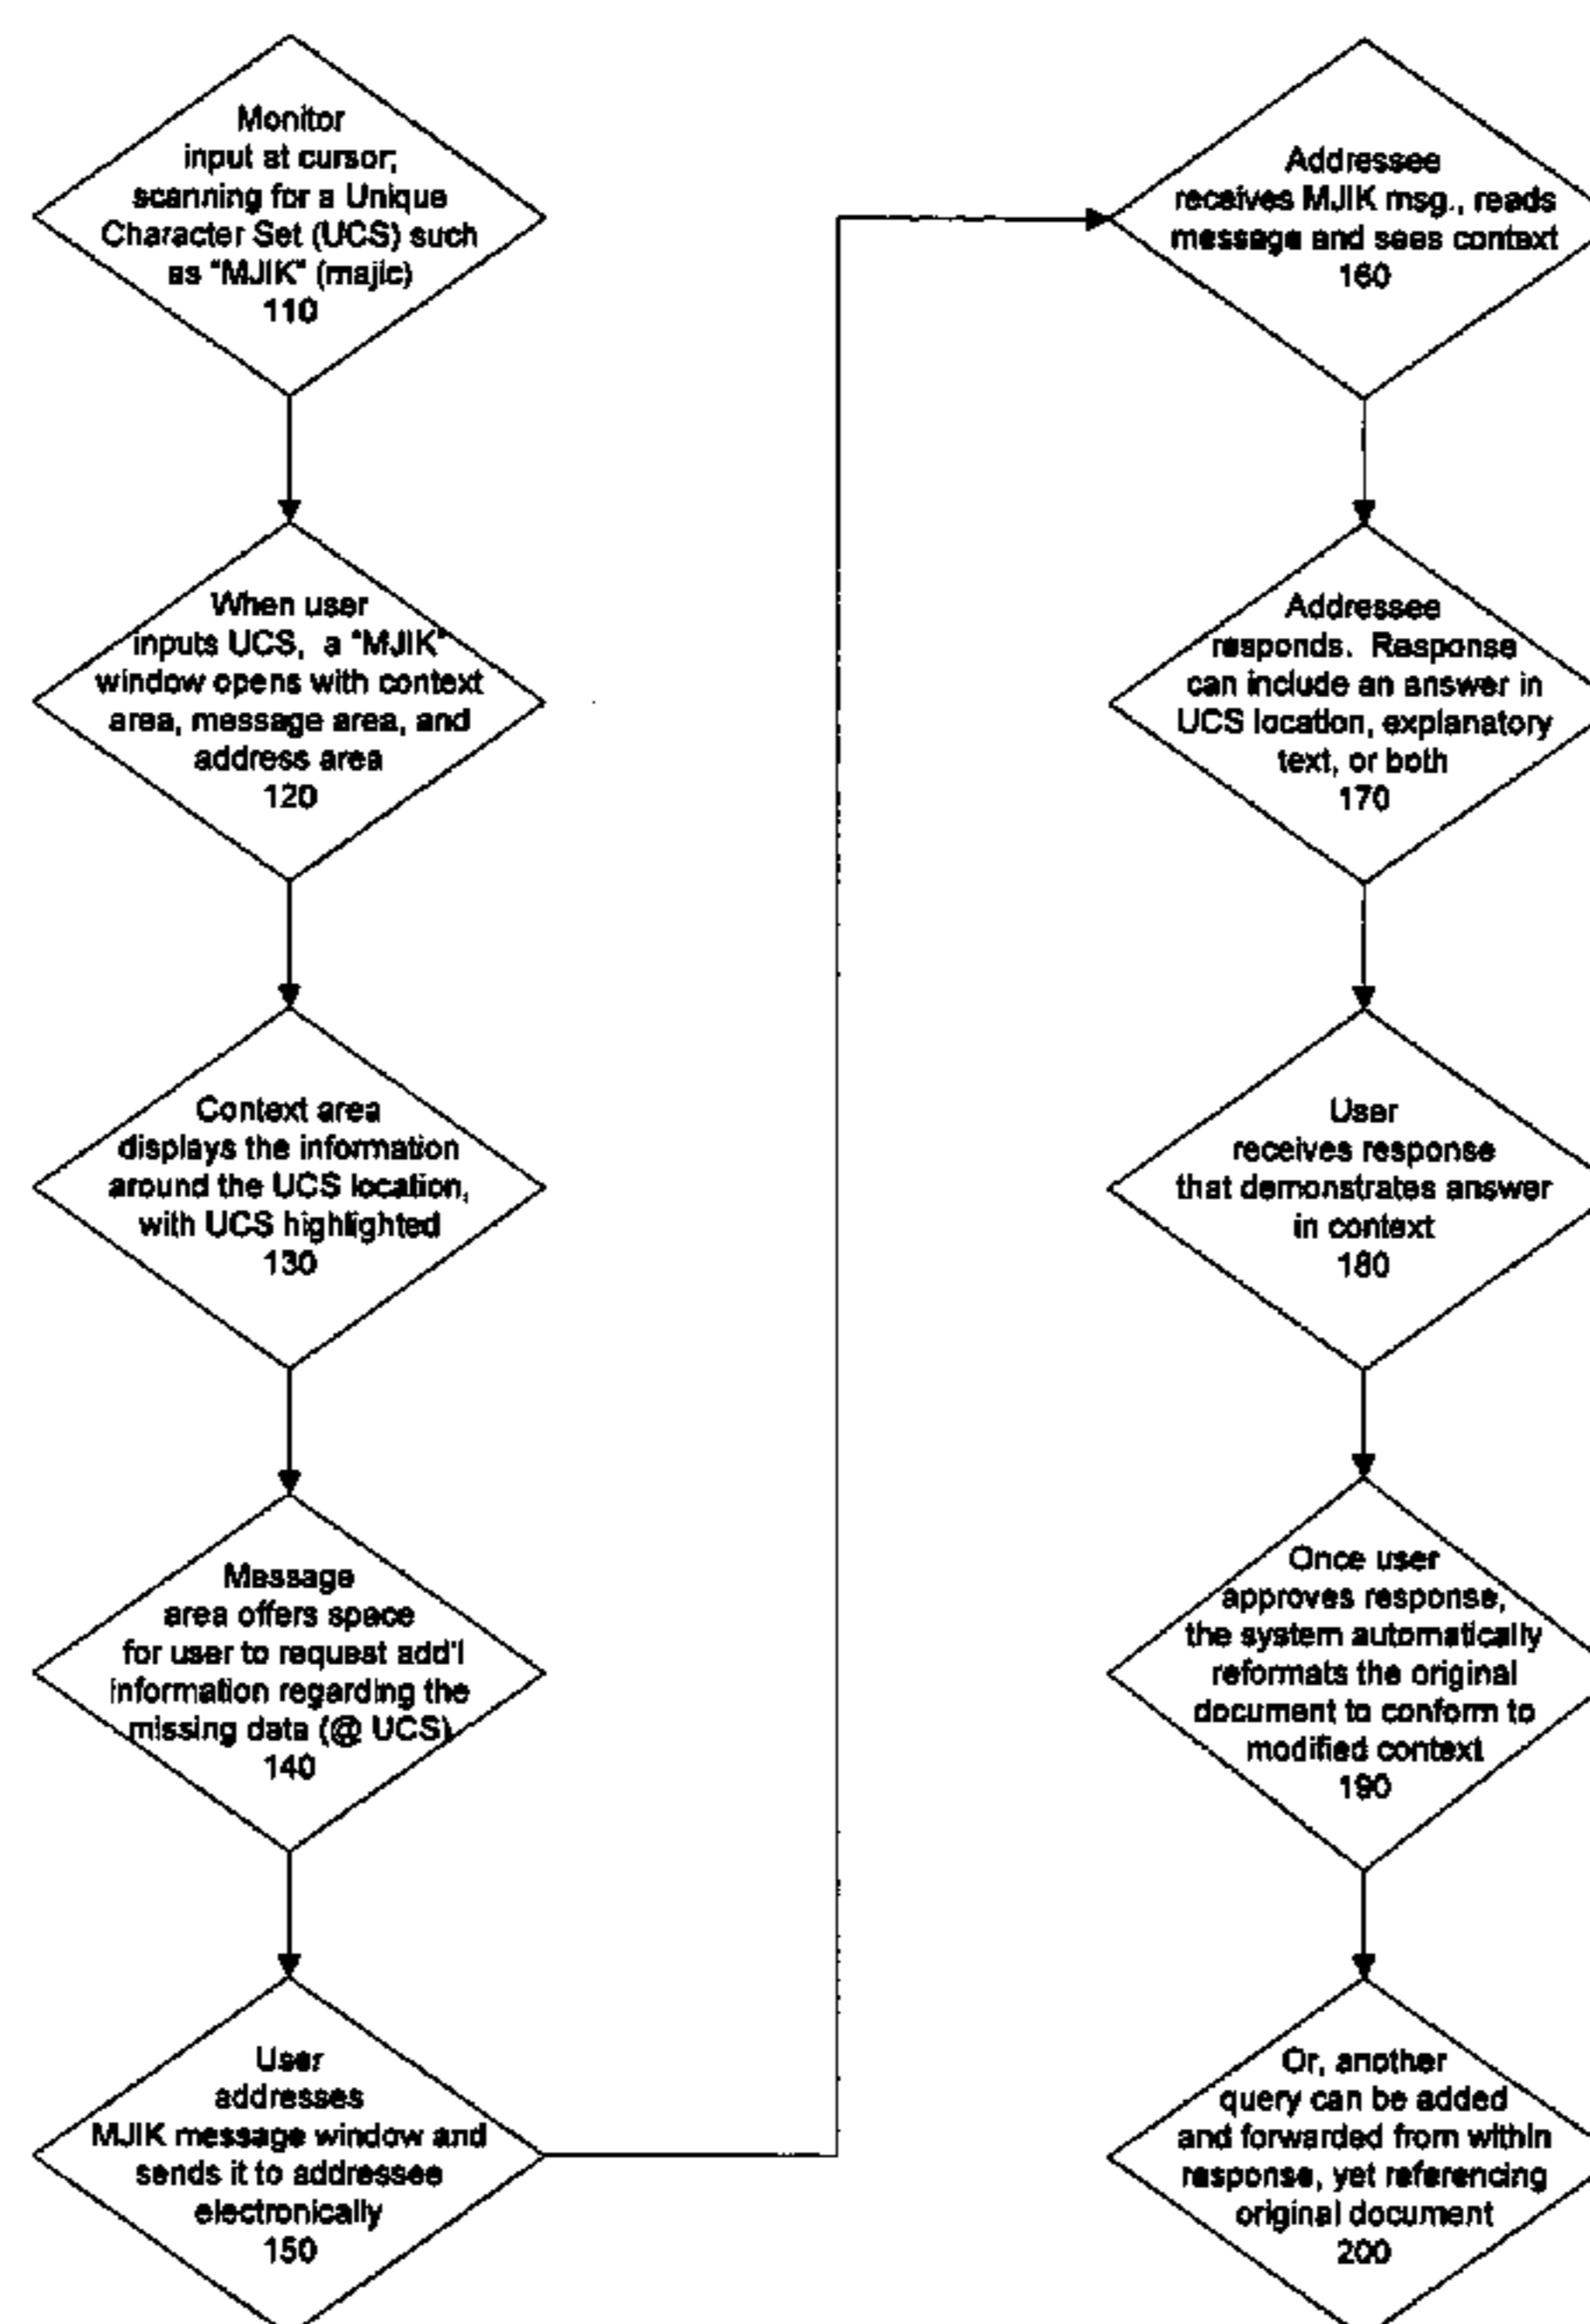 Monitor
input at cursor;
scanning for a Unique
Character Set (UCS) such
as "MJIK" (majic)
110
When user
inputs UCS, a "MJIK"
window opens with context
area, message area, and
address area
120
Context area
displays the information
around the UCS location,
with UCS highlighted
130
Message
area offers space
for user to request add'l
information regarding the
missing data (@ UCS)
140
User
addresses
MJIK message window and
sends it to addressee
electronically
150
Addressee
receives MJIK msg., reads
message and sees context
160
Addressee
responds. Response
can include an answer in
UCS location, explanatory
text, or both
170
User
receives response
that demonstrates answer
in context
180
Once user
approves response,
the system automatically
reformats the original
document to conform to
modified context
190
Or, another
query can be added
and forwarded from within
response, yet referencing
original document
200